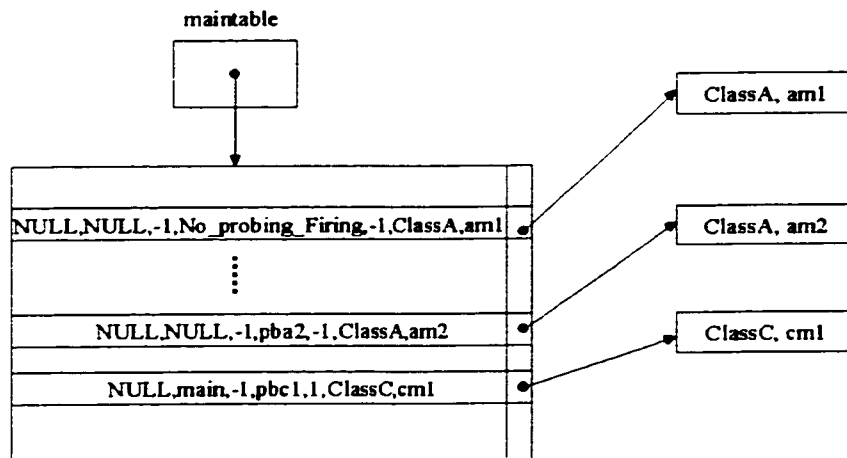 maintable
ClassA, am1
NULL,NULL,-1,No_probing_Firing,-1,ClassA,am1
ClassA, am2
NULL,NULL,-1,pba2,-1,ClassA,am2
ClassC, cm1
NULL,main,-1,pbc1,1,ClassC,cm1